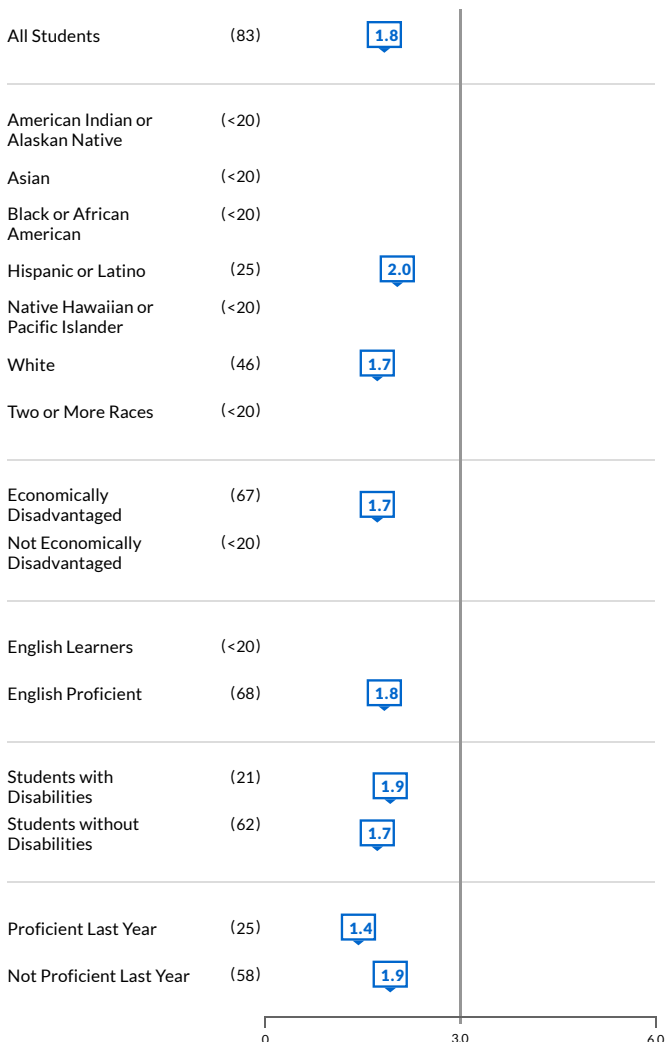 All Students (83) 1.8
American Indian or (<20)
Alaskan Native
Asian (<20)
Black or African (<20)
American
Hispanic or Latino (25) 2.0
Native Hawaiian or (<20)
Pacific Islander
White (46) 1.7
Two or More Races (<20)
Economically (67) 1.7
Disadvantaged
Not Economically (<20)
Disadvantaged
English Learners (<20)
English Proficient (68) 1.8
Students with (21) 1.9
Disabilities
Students without (62) 1.7
Disabilities
Proficient Last Year (25) 1.4
Not Proficient Last Year (58) 1.9
0 3.0 6.0